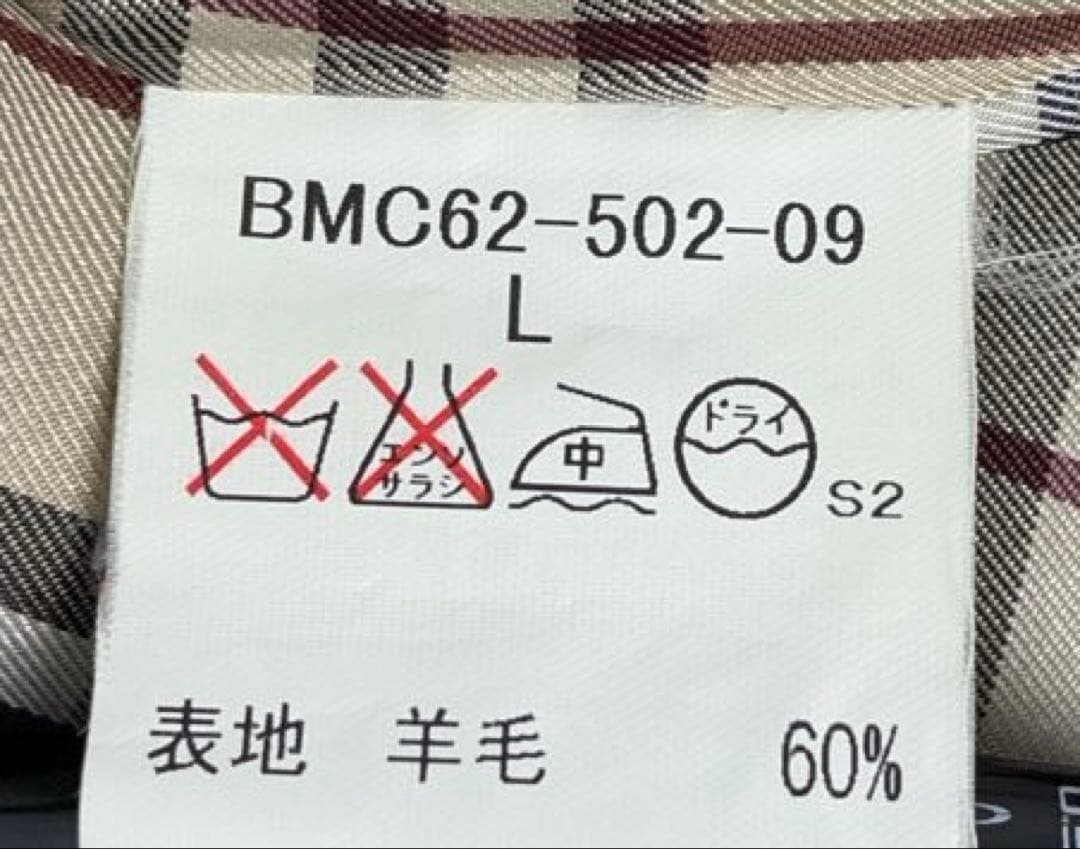 BMC62-502-09
L
エンソ
サラシ
中
ドライ
S2
表地 羊毛 60%